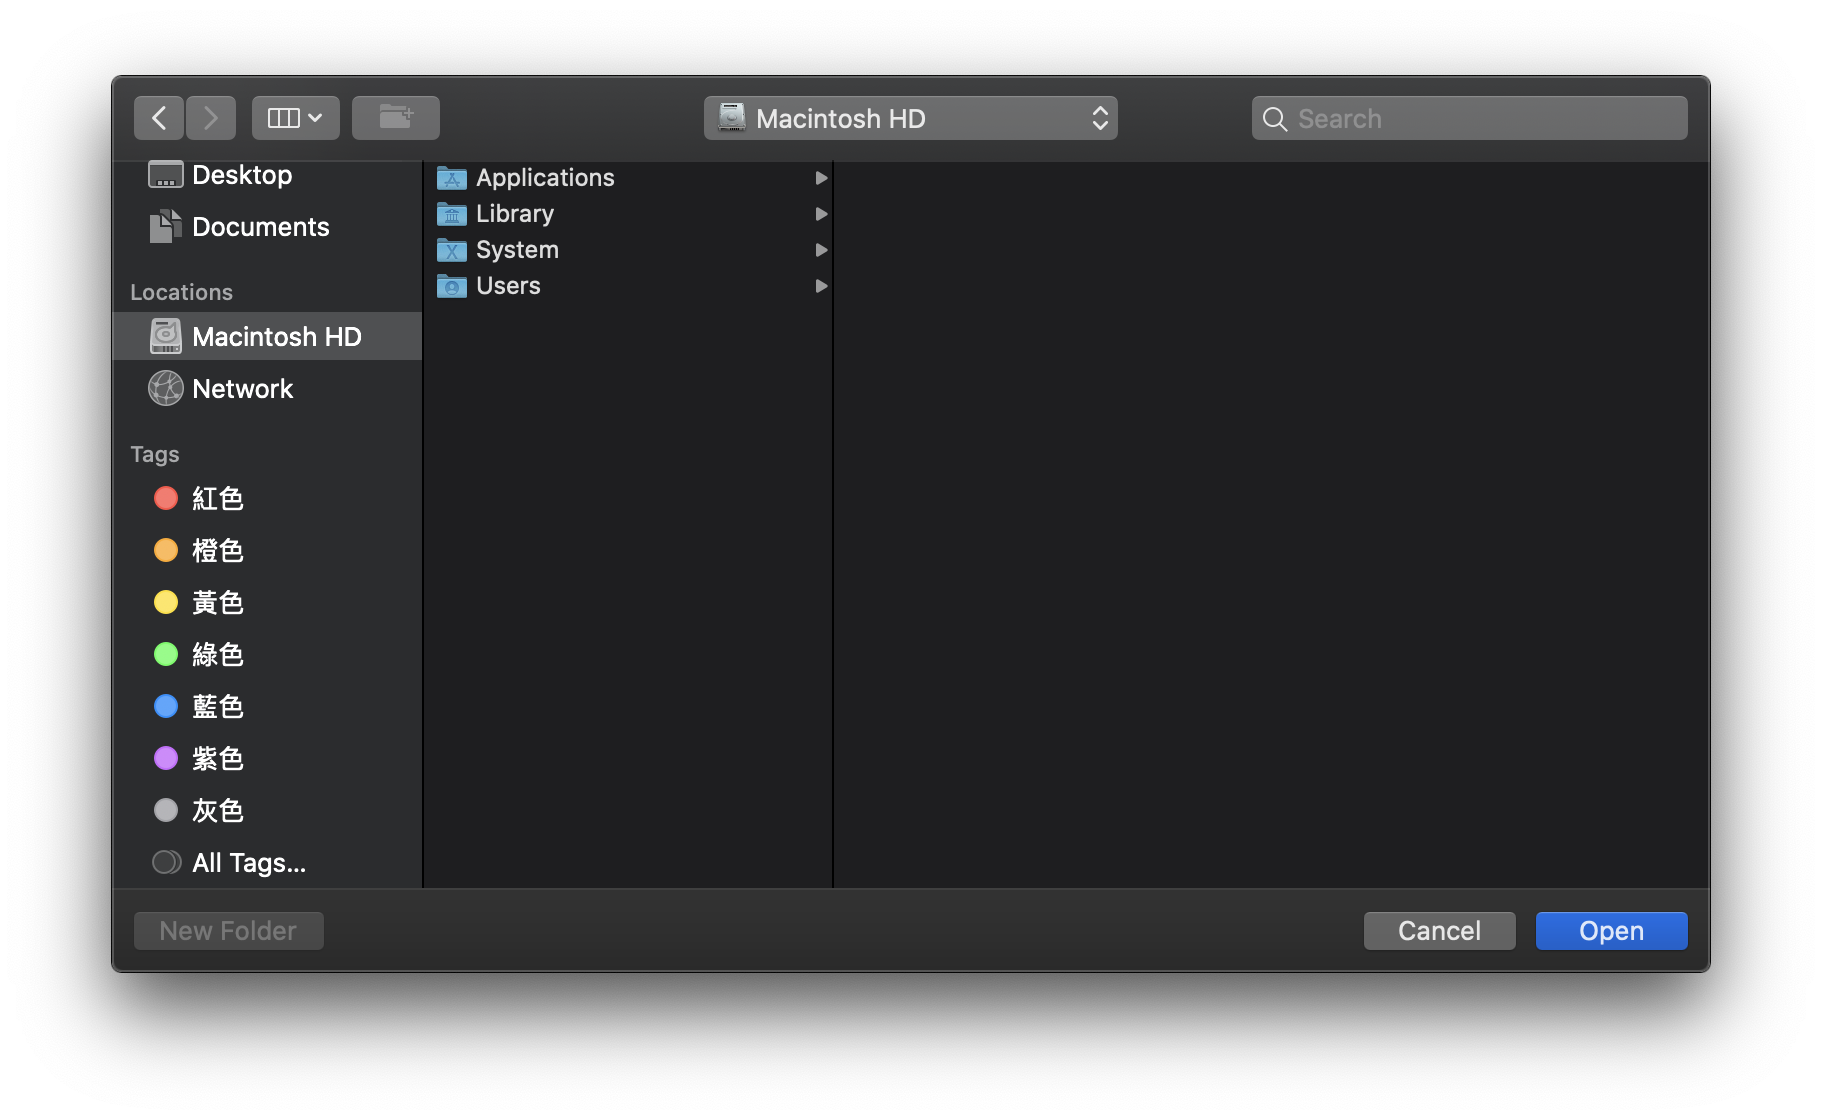 Macintosh HD
Search
Desktop
Documents
Locations
Macintosh HD
Network
Tags
紅色
橙色
黃色
綠色
藍色
紫色
灰色
All Tags...
Applications
Library
System
Users
New Folder
Cancel
Open